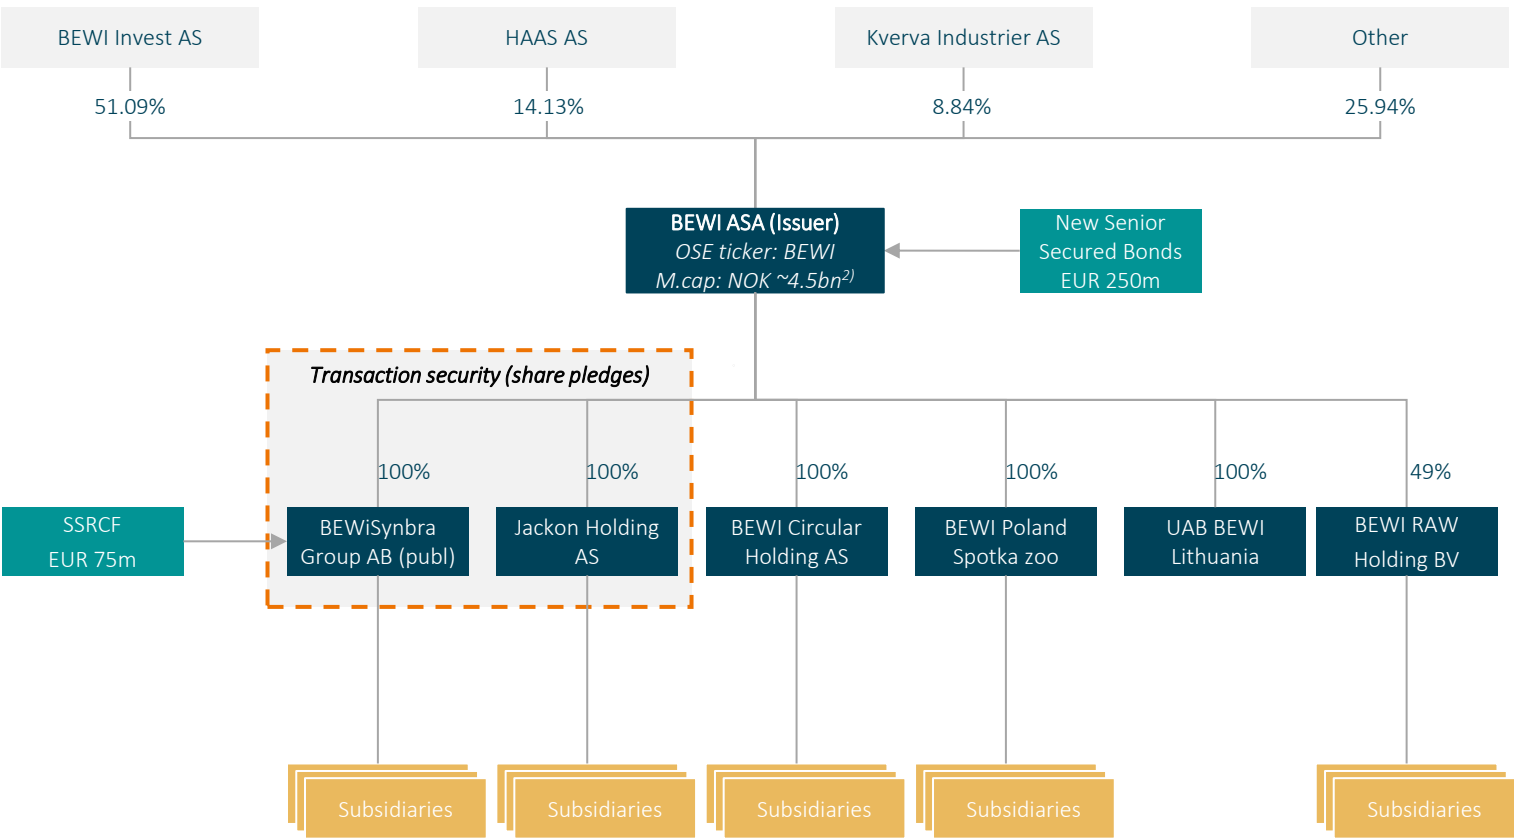 BEWI Invest AS
HAAS AS
Kverva Industrier AS
Other
51.09%
14.13%
8.84%
25.94%
BEWI ASA (Issuer)
OSE ticker: BEWI
M.cap: NOK ~4.5bn2)
New Senior
Secured Bonds
EUR 250m
Transaction security (share pledges)
100%
100%
100%
100%
100%
49%
SSRCF
EUR 75m
BEWiSynbra
Group AB (publ)
Jackon Holding
AS
BEWI Circular
Holding AS
BEWI Poland
Spotka zoo
UAB BEWI
Lithuania
BEWI RAW
Holding BV
Subsidiaries
Subsidiaries
Subsidiaries
Subsidiaries
Subsidiaries